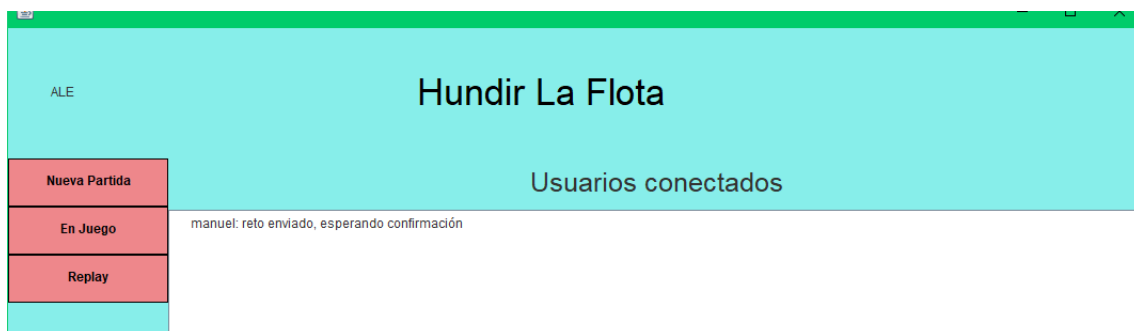 ALE
Hundir La Flota
Nueva Partida
Usuarios conectados
En Juego
manuel: reto enviado, esperando confirmación
Replay